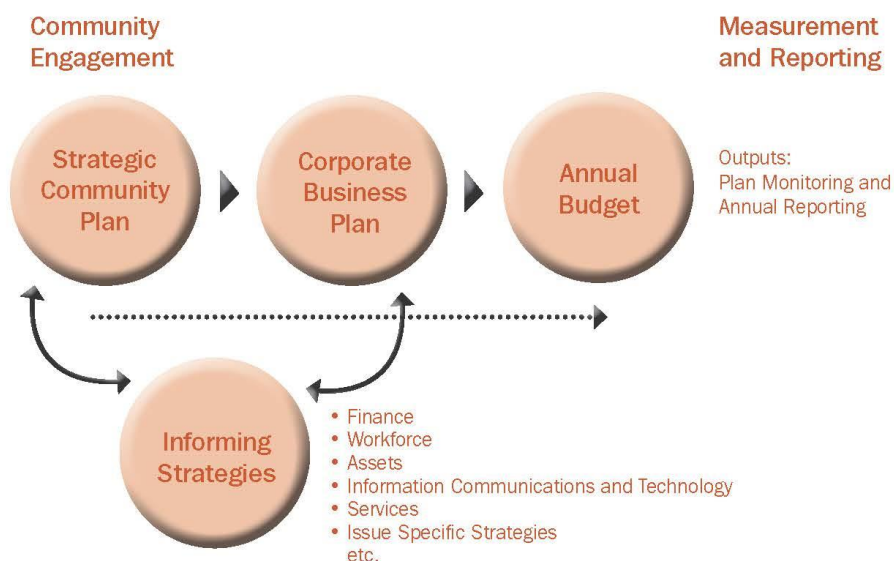 Community
Engagement
Measurement
and Reporting
Strategic
Community
Plan
Corporate
Business
Plan
Annual
Budget
Outputs:
Plan Monitoring and
Annual Reporting
Informing
Strategies
• Finance
• Workforce
• Assets
• Information Communications and Technology
• Services
• Issue Specific Strategies
etc.